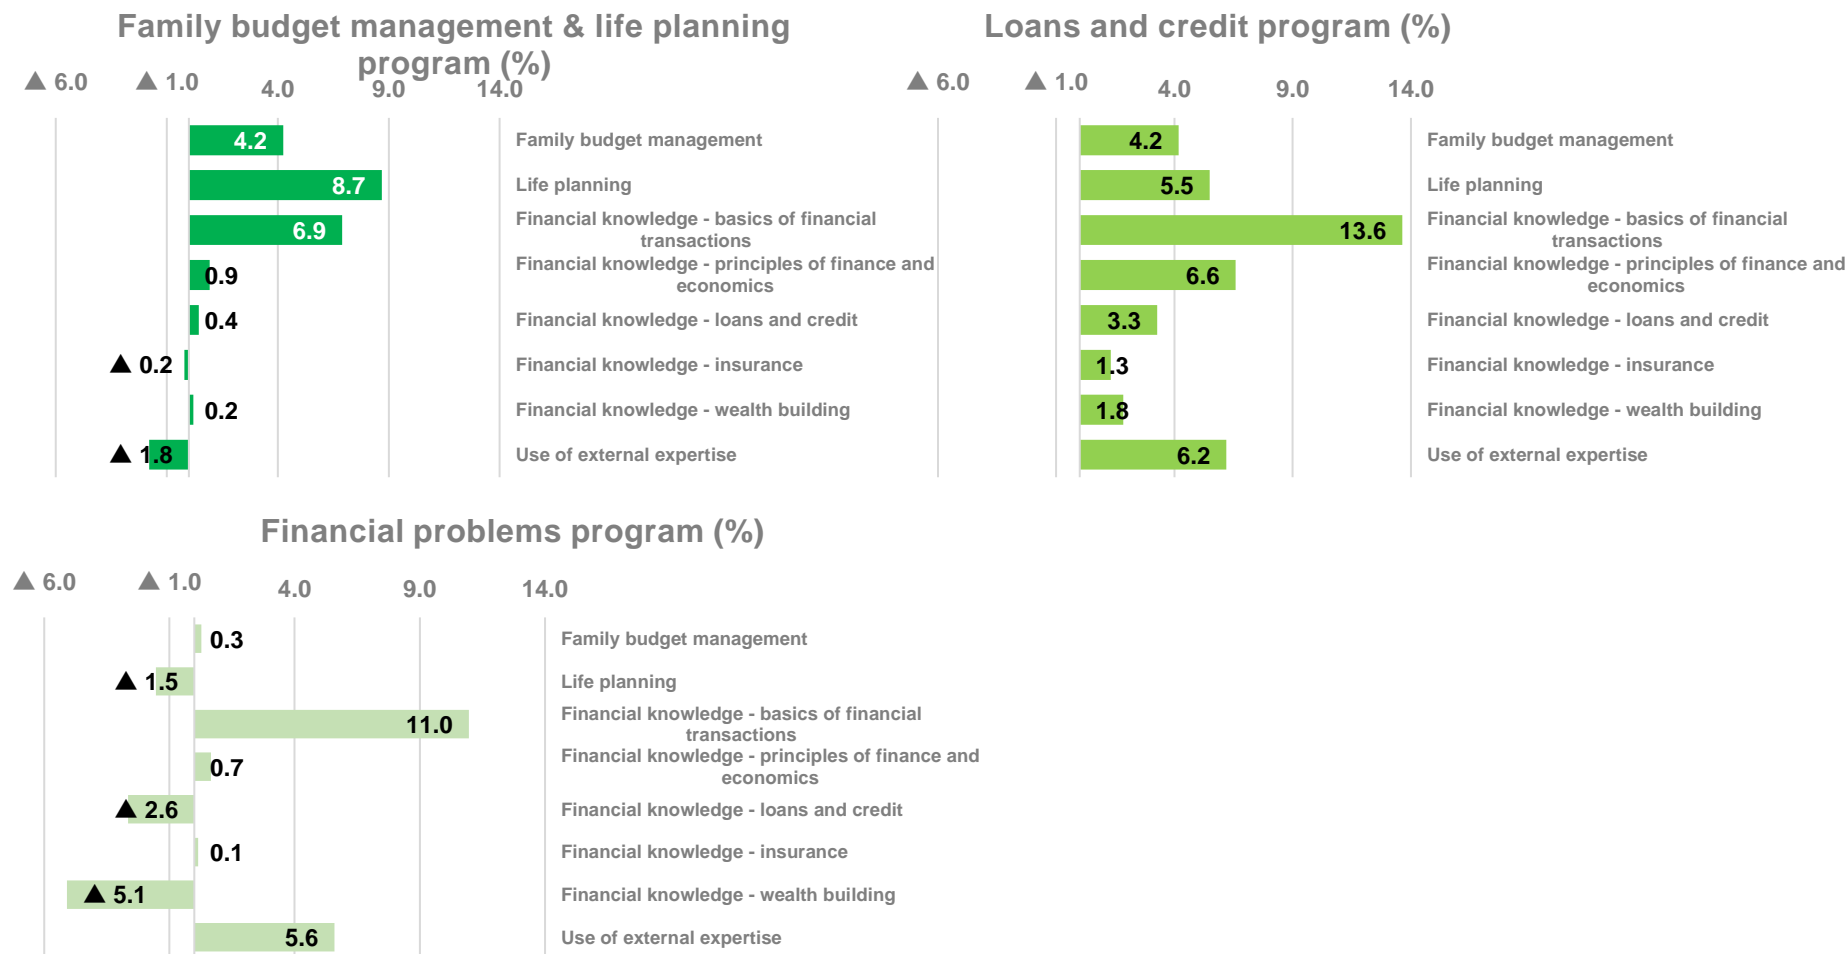 Family budget management & life planning
program (%)
▲ 6.0 ▲ 1.0 4.0 9.0 14.0
4.2 Family budget management
8.7 Life planning
6.9 Financial knowledge - basics of financial
transactions
0.9 Financial knowledge - principles of finance and
economics
0.4 Financial knowledge - loans and credit
▲ 0.2 Financial knowledge - insurance
0.2 Financial knowledge - wealth building
▲ 1.8 Use of external expertise
Loans and credit program (%)
▲ 6.0 ▲ 1.0 4.0 9.0 14.0
4.2 Family budget management
5.5 Life planning
13.6 Financial knowledge - basics of financial
transactions
6.6 Financial knowledge - principles of finance and
economics
3.3 Financial knowledge - loans and credit
1.3 Financial knowledge - insurance
1.8 Financial knowledge - wealth building
6.2 Use of external expertise
Financial problems program (%)
▲ 6.0 ▲ 1.0 4.0 9.0 14.0
0.3 Family budget management
▲ 1.5 Life planning
11.0 Financial knowledge - basics of financial
transactions
0.7 Financial knowledge - principles of finance and
economics
▲ 2.6 Financial knowledge - loans and credit
0.1 Financial knowledge - insurance
▲ 5.1 Financial knowledge - wealth building
5.6 Use of external expertise